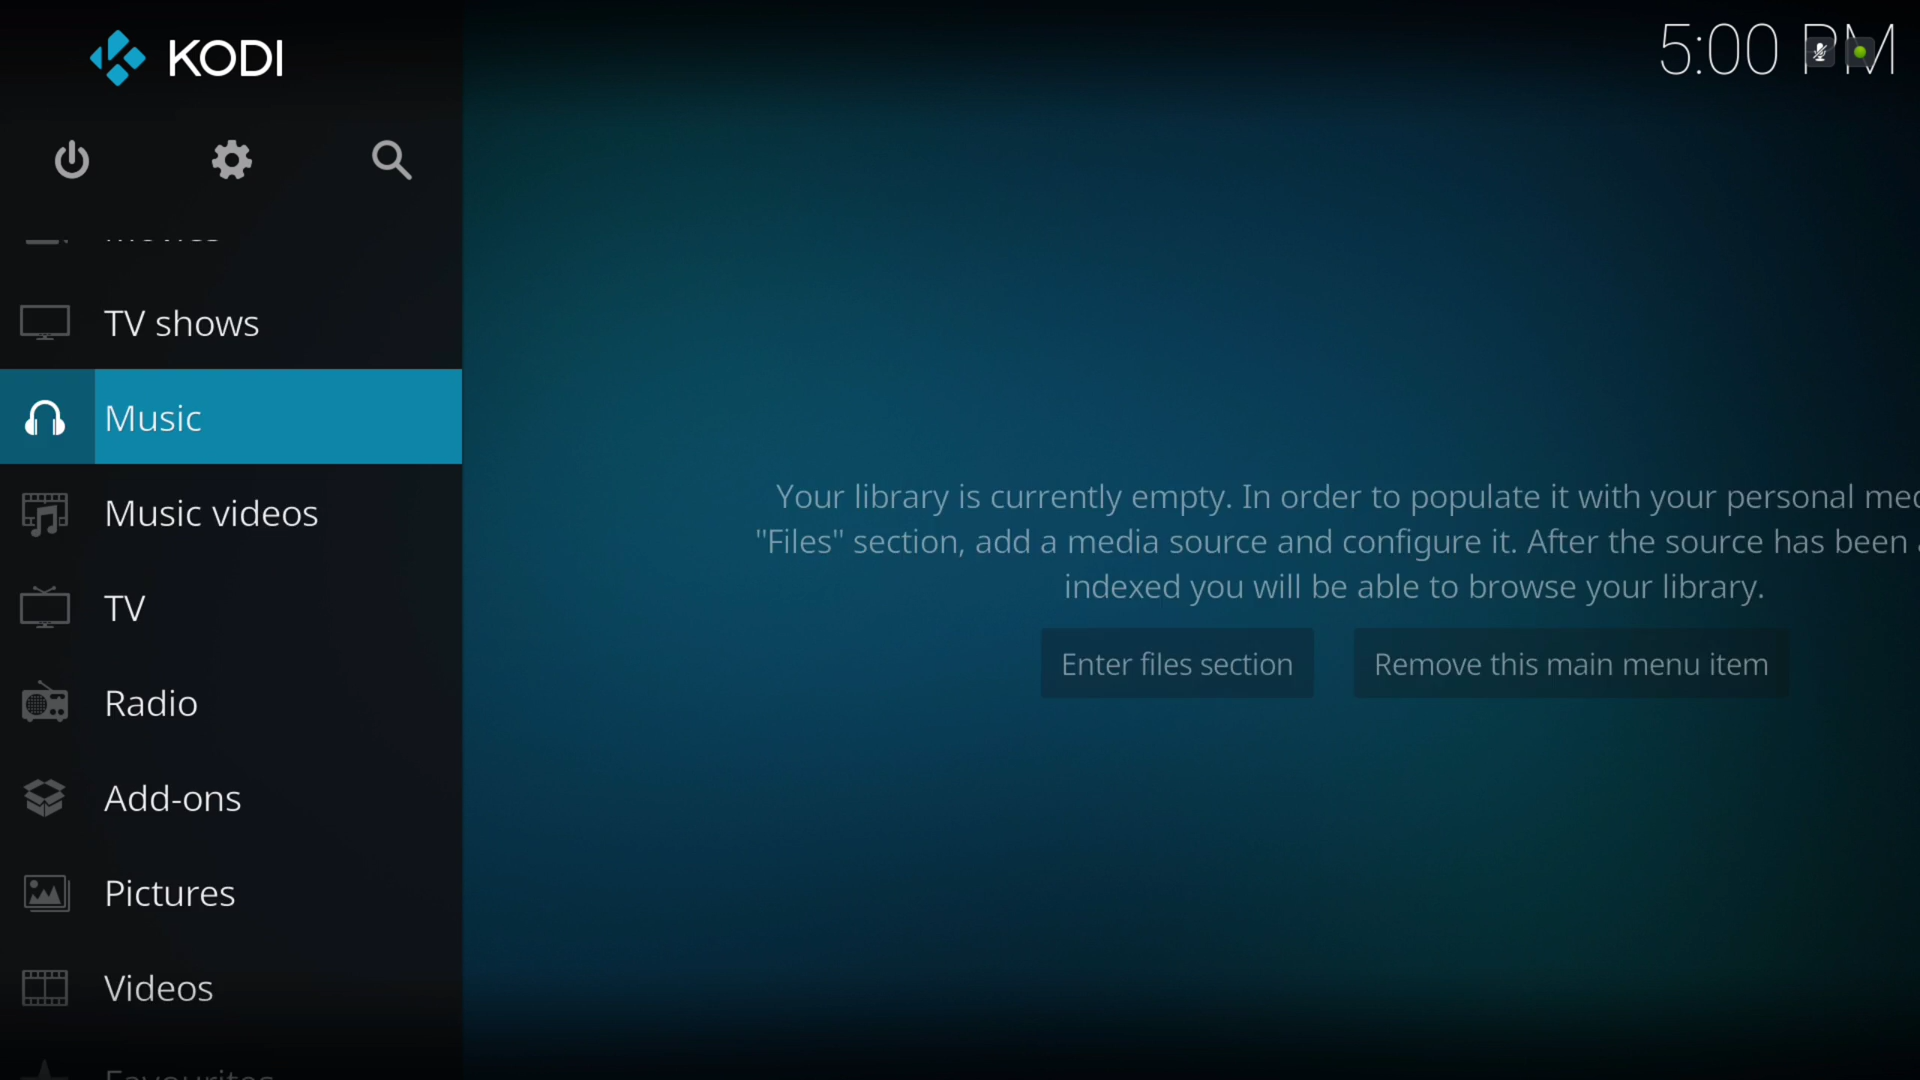 KODI
5:00 PM
Movies
TV shows
Music
Music videos
TV
Radio
Add-ons
Pictures
Videos
Favourites
Your library is currently empty. In order to populate it with your personal
"Files" section, add a media source and configure it. After the source has been
indexed you will be able to browse your library.
Enter files section
Remove this main menu item